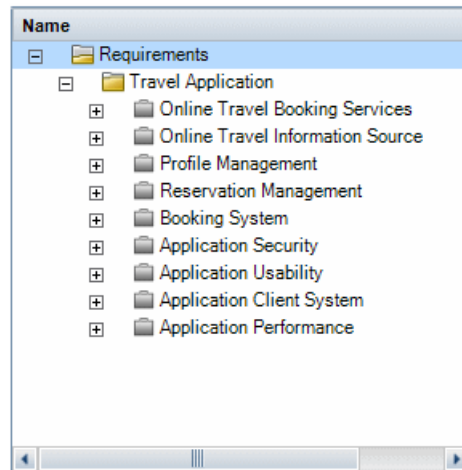 Name
Requirements
Travel Application
Online Travel Booking Services
Online Travel Information Source
Profile Management
Reservation Management
Booking System
Application Security
Application Usability
Application Client System
Application Performance